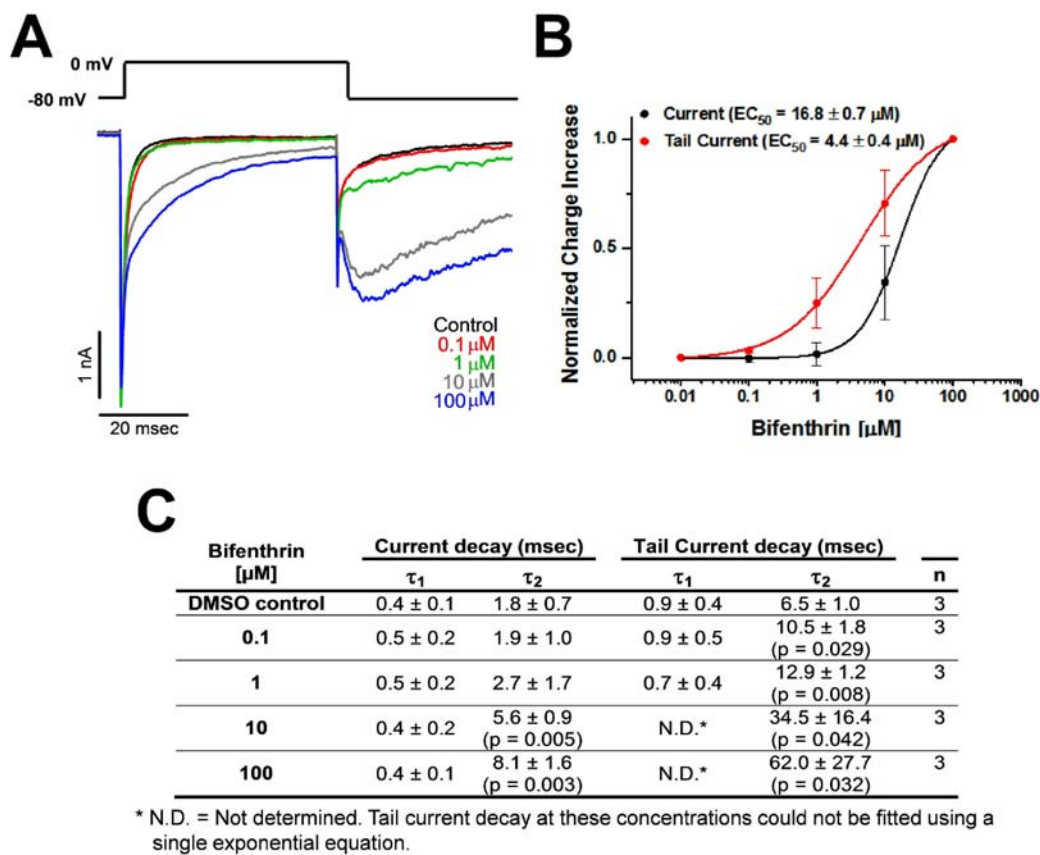 A
0 mV
-80 mV
Control
0.1 μM
1 μM
10 μM
100 μM
1 nA
20 msec
B
Current (EC50 = 16.8 ± 0.7 μM)
Tail Current (EC50 = 4.4 ± 0.4 μM)
Normalized Charge Increase
1.0
0.5
0.0
0.01 0.1 1 10 100 1000
Bifenthrin [μM]
C
Bifenthrin [μM] Current decay (msec) Tail Current decay (msec)
τ1 τ2 τ1 τ2 n
DMSO control 0.4 ± 0.1 1.8 ± 0.7 0.9 ± 0.4 6.5 ± 1.0 3
0.1 0.5 ± 0.2 1.9 ± 1.0 0.9 ± 0.5 10.5 ± 1.8 (p = 0.029) 3
1 0.5 ± 0.2 2.7 ± 1.7 0.7 ± 0.4 12.9 ± 1.2 (p = 0.008) 3
10 0.4 ± 0.2 5.6 ± 0.9 (p = 0.005) N.D.* 34.5 ± 16.4 (p = 0.042) 3
100 0.4 ± 0.1 8.1 ± 1.6 (p = 0.003) N.D.* 62.0 ± 27.7 (p = 0.032) 3
* N.D. = Not determined. Tail current decay at these concentrations could not be fitted using a
single exponential equation.